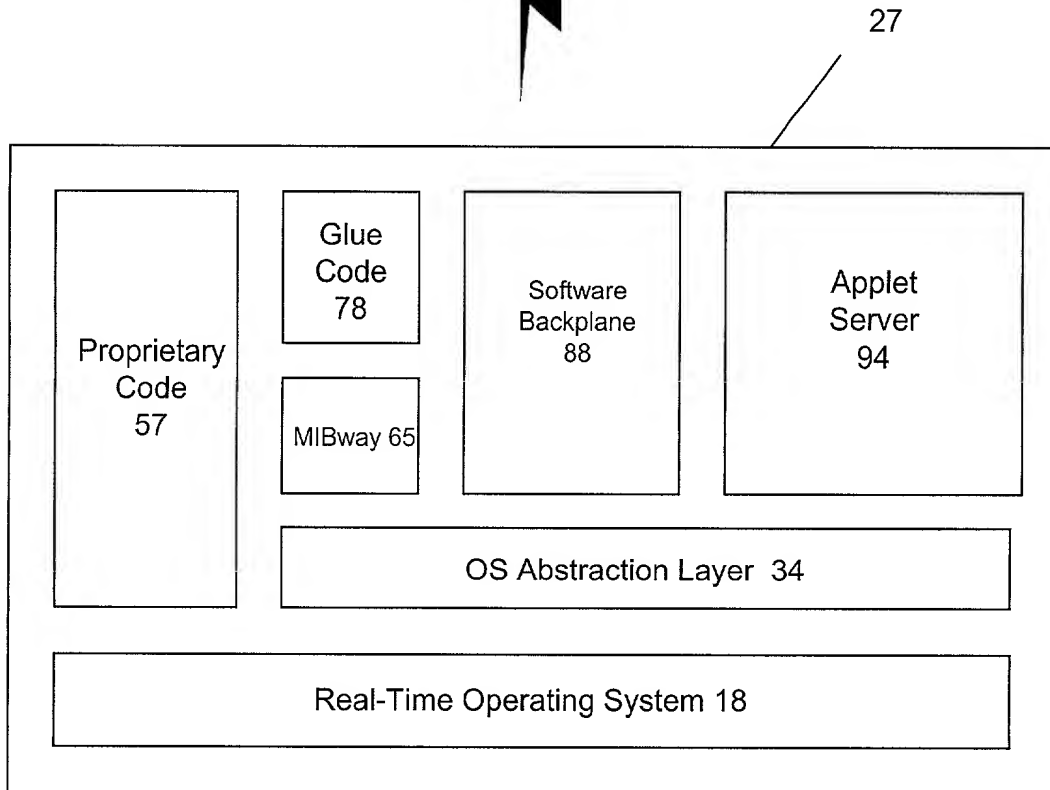 27
Proprietary
Code
57
Glue
Code
78
MIBway 65
Software
Backplane
88
Applet
Server
94
OS Abstraction Layer 34
Real-Time Operating System 18